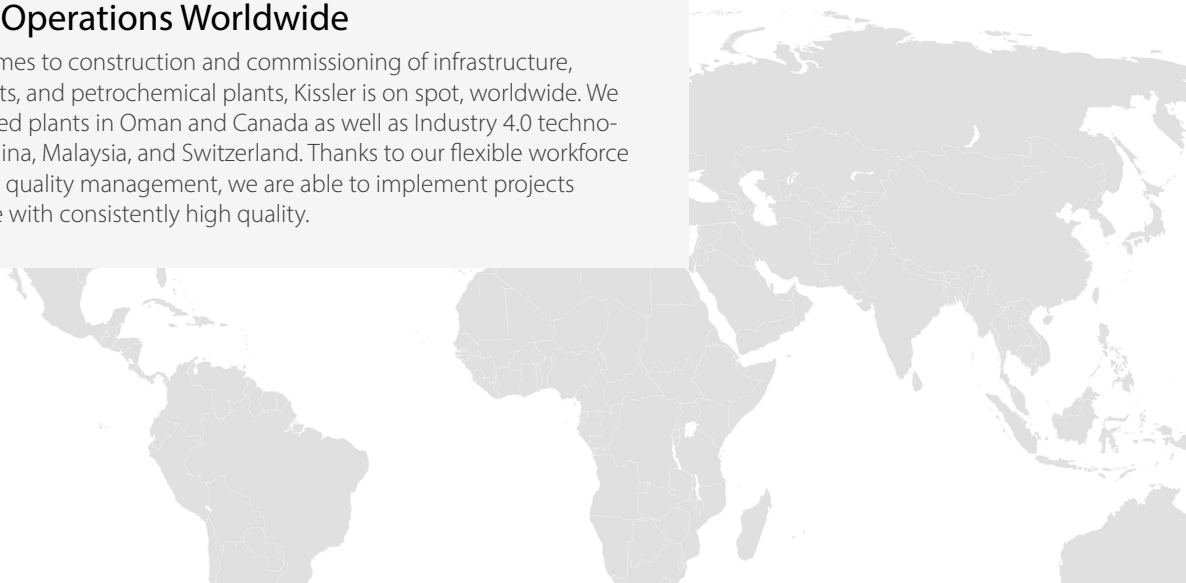 Operations Worldwide
mes to construction and commissioning of infrastructure,
ts, and petrochemical plants, Kissler is on spot, worldwide. We
ed plants in Oman and Canada as well as Industry 4.0 techno-
ina, Malaysia, and Switzerland. Thanks to our flexible workforce
quality management, we are able to implement projects
e with consistently high quality.